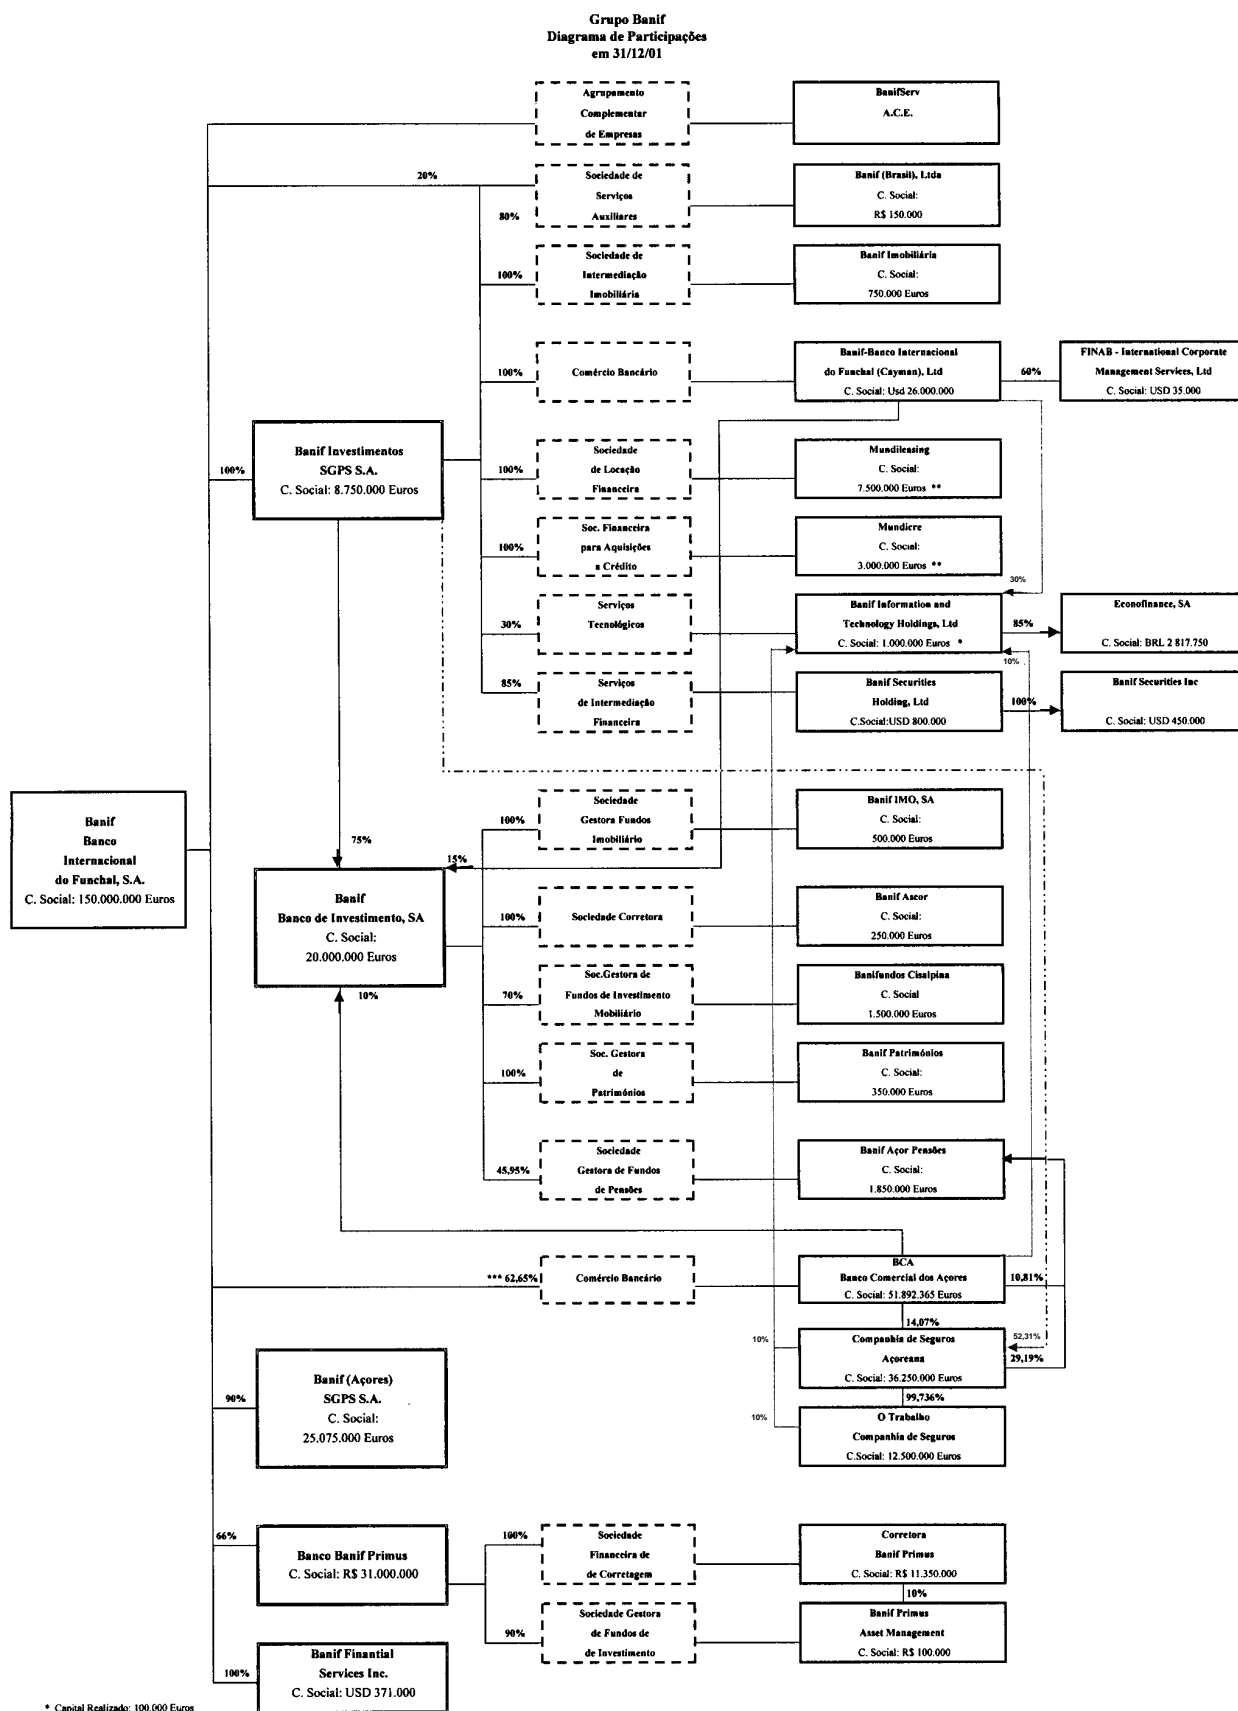 Grupo Banif
Diagrama de Participações
em 31/12/01
Agrupamento
Complementar
de Empresas
BanifServ
A.C.E.
20%
Sociedade de
Serviços
Auxiliares
80%
Banif (Brasil), Ltda
C. Social:
R$ 150.000
100%
Sociedade de
Intermediação
Imobiliária
Banif Imobiliária
C. Social:
750.000 Euros
100%
Comércio Bancário
Banif-Banco Internacional
do Funchal (Cayman), Ltd
C. Social: Usd 26.000.000
60%
FINAB - International Corporate
Management Services, Ltd
C. Social: USD 35.000
100%
Banif Investimentos
SGPS S.A.
C. Social: 8.750.000 Euros
100%
Sociedade
de Locação
Financeira
Mundileasing
C. Social:
7.500.000 Euros **
100%
Soc. Financeira
para Aquisições
a Crédito
Mundicre
C. Social:
3.000.000 Euros **
30%
30%
Serviços
Tecnológicos
Banif Information and
Technology Holdings, Ltd
C. Social: 1.000.000 Euros *
85%
Econofinance, SA
C. Social: BRL 2 817.750
10%
85%
Serviços
de Intermediação
Financeira
Banif Securities
Holding, Ltd
C.Social:USD 800.000
100%
Banif Securities Inc
C. Social: USD 450.000
Banif
Banco
Internacional
do Funchal, S.A.
C. Social: 150.000.000 Euros
100%
Sociedade
Gestora Fundos
Imobiliário
Banif IMO, SA
C. Social:
500.000 Euros
75%
15%
Banif
Banco de Investimento, SA
C. Social:
20.000.000 Euros
10%
100%
Sociedade Corretora
Banif Ascor
C. Social:
250.000 Euros
70%
Soc.Gestora de
Fundos de Investimento
Mobiliário
Banifundos Cisalpina
C. Social
1.500.000 Euros
100%
Soc. Gestora
de
Patrimónios
Banif Patrimónios
C. Social:
350.000 Euros
45,95%
Sociedade
Gestora de Fundos
de Pensões
Banif Açor Pensões
C. Social:
1.850.000 Euros
*** 62,65%
Comércio Bancário
BCA
Banco Comercial dos Açores
C. Social: 51.892.365 Euros
10,81%
14,07%
10%
Companhia de Seguros
Açoreana
C. Social: 36.250.000 Euros
52,31%
29,19%
99,736%
90%
Banif (Açores)
SGPS S.A.
C. Social:
25.075.000 Euros
10%
O Trabalho
Companhia de Seguros
C.Social: 12.500.000 Euros
66%
Banco Banif Primus
C. Social: R$ 31.000.000
100%
Sociedade
Financeira de
de Corretagem
Corretora
Banif Primus
C. Social: R$ 11.350.000
10%
90%
Sociedade Gestora
de Fundos de
de Investimento
Banif Primus
Asset Management
C. Social: R$ 100.000
100%
Banif Finantial
Services Inc.
C. Social: USD 371.000
* Capital Realizado: 100.000 Euros